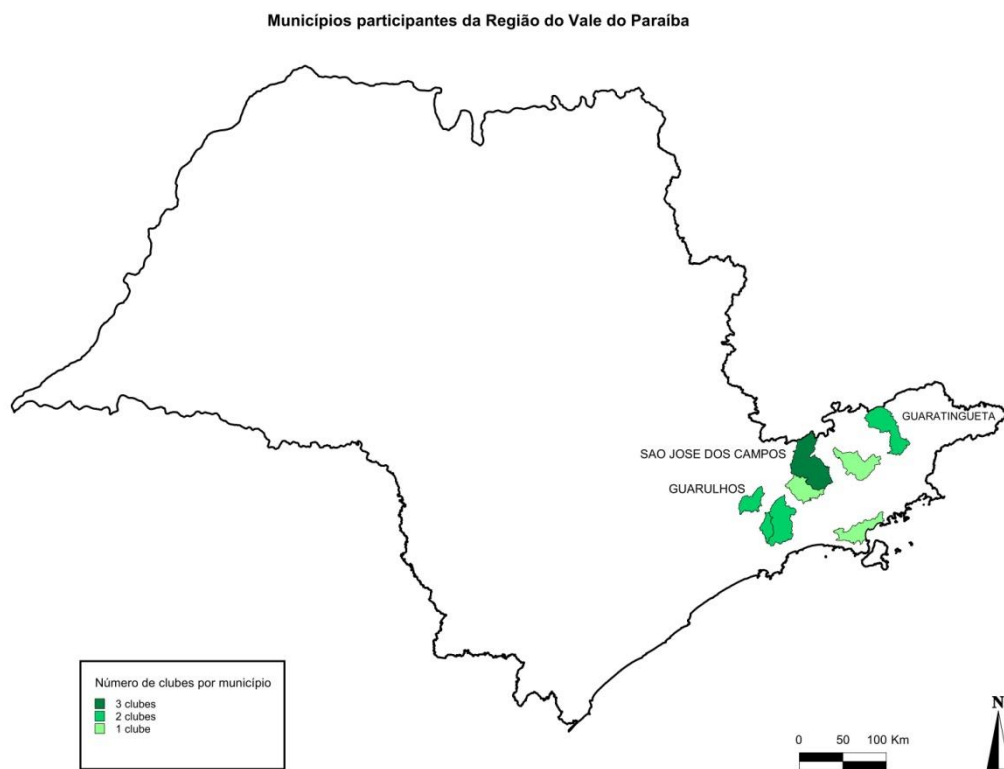 Municípios participantes da Região do Vale do Paraíba
GUARATINGUETA
SAO JOSE DOS CAMPOS
GUARULHOS
Número de clubes por município
3 clubes
2 clubes
1 clube
0 50 100 Km
N